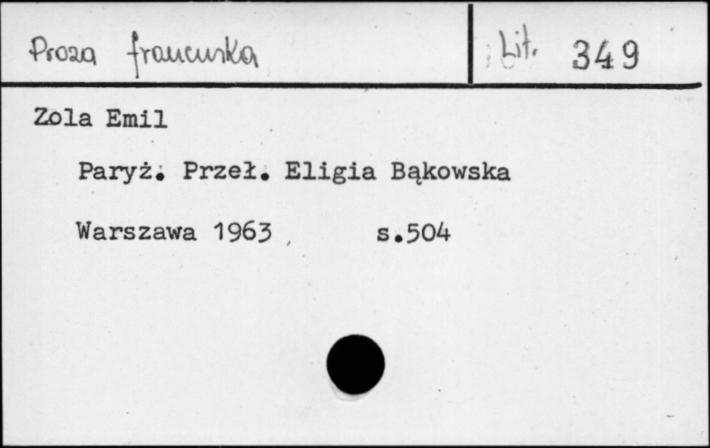 Proza francuska
Lit. 349
Zola Emil
Paryż. Przeł. Eligia Bąkowska
Warszawa 1963 s.504